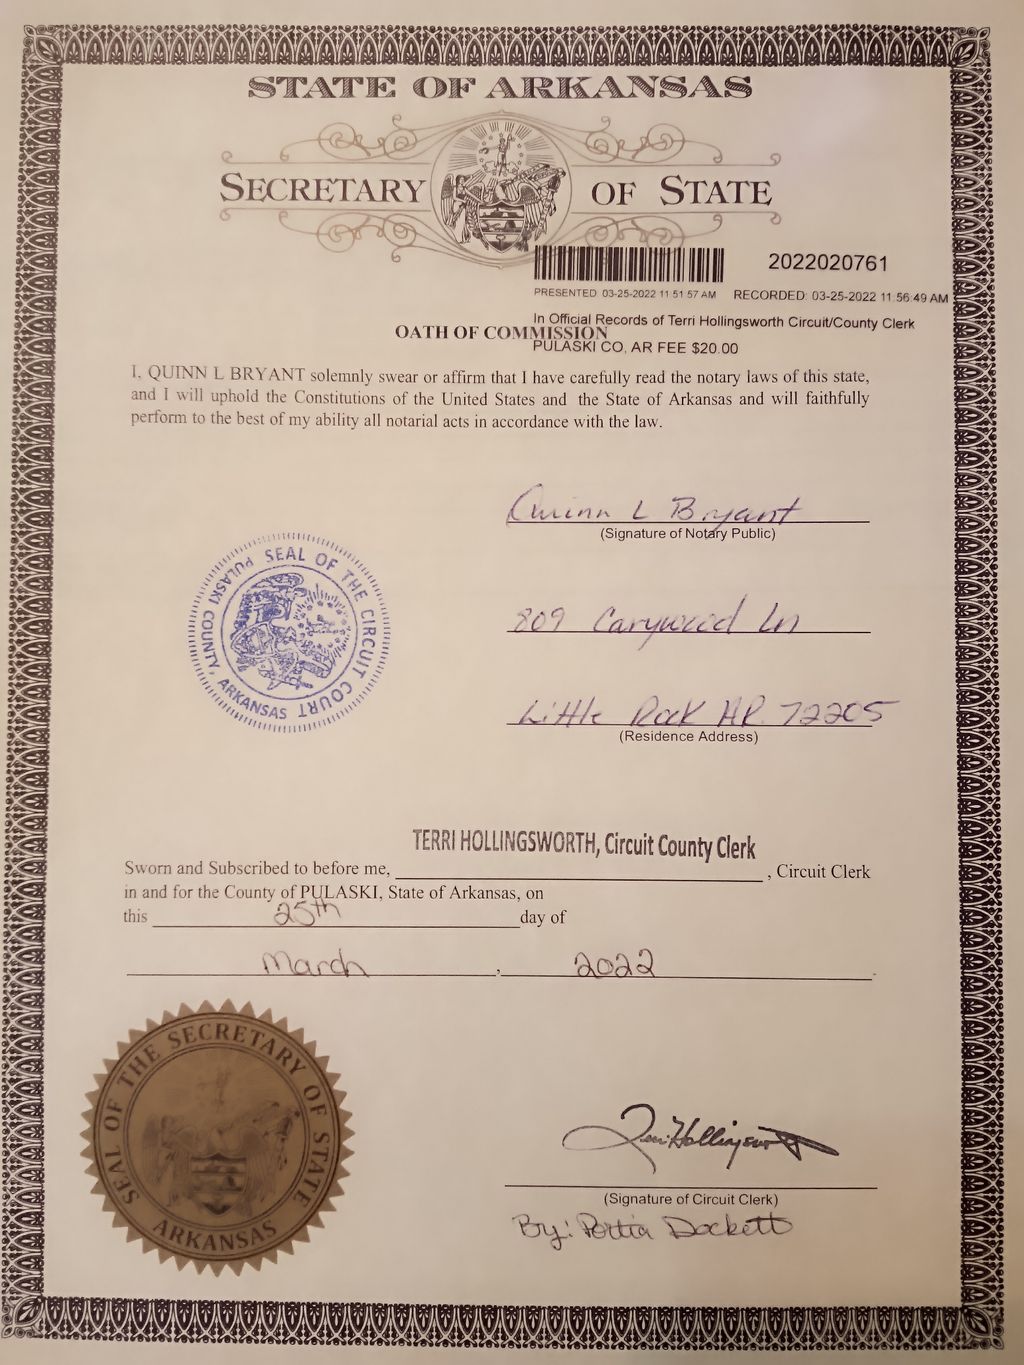 STATE OF ARKANSAS
SECRETARY OF STATE
2022020761
PRESENTED: 03-25-2022 11:51:57 AM RECORDED: 03-25-2022 11:56:49 AM
In Official Records of Terri Hollingsworth Circuit/County Clerk
PULASKI CO, AR FEE $20.00
OATH OF COMMISSION
I, QUINN L BRYANT solemnly swear or affirm that I have carefully read the notary laws of this state,
and I will uphold the Constitutions of the United States and the State of Arkansas and will faithfully
perform to the best of my ability all notarial acts in accordance with the law.
Quinn L Bryant
(Signature of Notary Public)
SEAL OF THE CIRCUIT COURT
PULASKI COUNTY, ARKANSAS
809 Carywood Ln
Little Rock AR 72205
(Residence Address)
TERRI HOLLINGSWORTH, Circuit County Clerk
Sworn and Subscribed to before me, , Circuit Clerk
in and for the County of PULASKI, State of Arkansas, on
this 25th day of
March , 2022 .
SEAL OF THE SECRETARY OF STATE
ARKANSAS
Terri Hollingsworth
(Signature of Circuit Clerk)
By: Portia Dockett